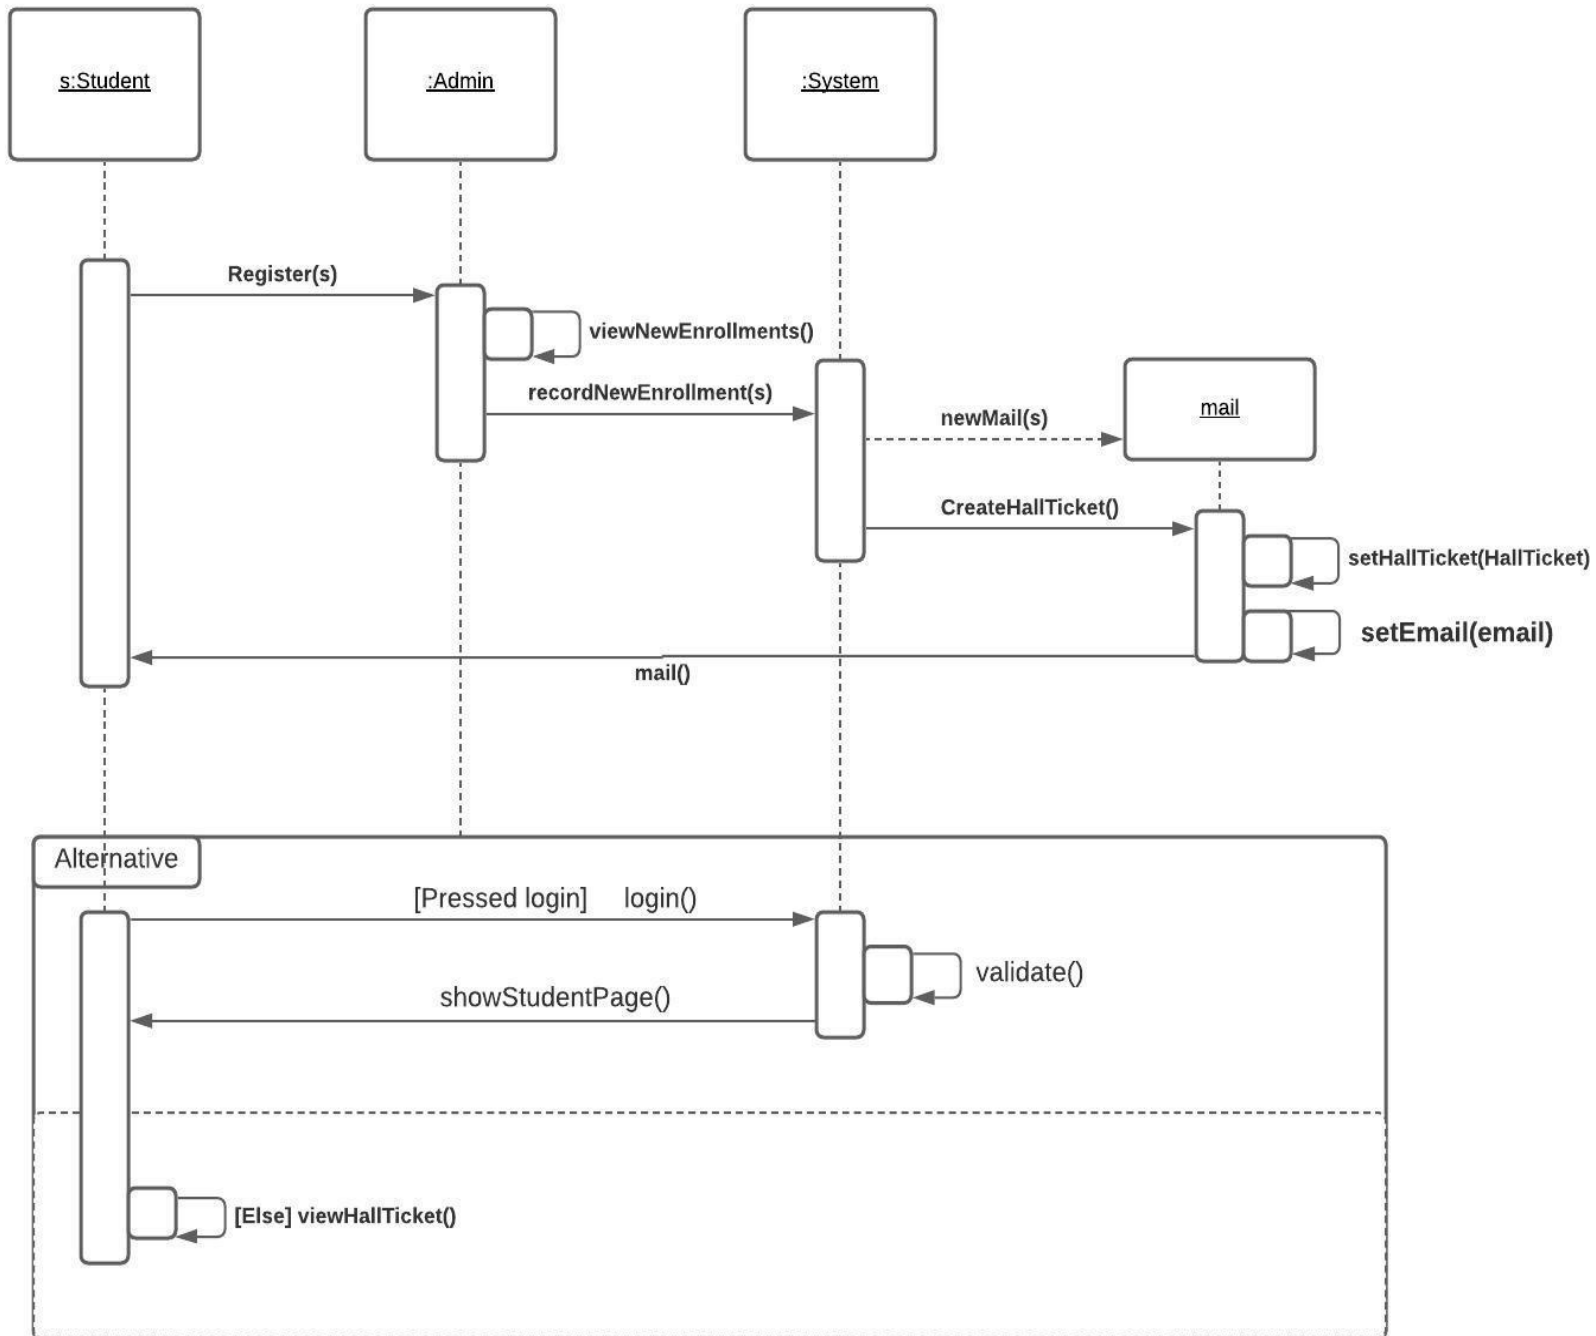 s:Student
:Admin
:System
Register(s)
viewNewEnrollments()
recordNewEnrollment(s)
newMail(s)
mail
CreateHallTicket()
setHallTicket(HallTicket)
setEmail(email)
mail()
Alternative
[Pressed login] login()
validate()
showStudentPage()
[Else] viewHallTicket()